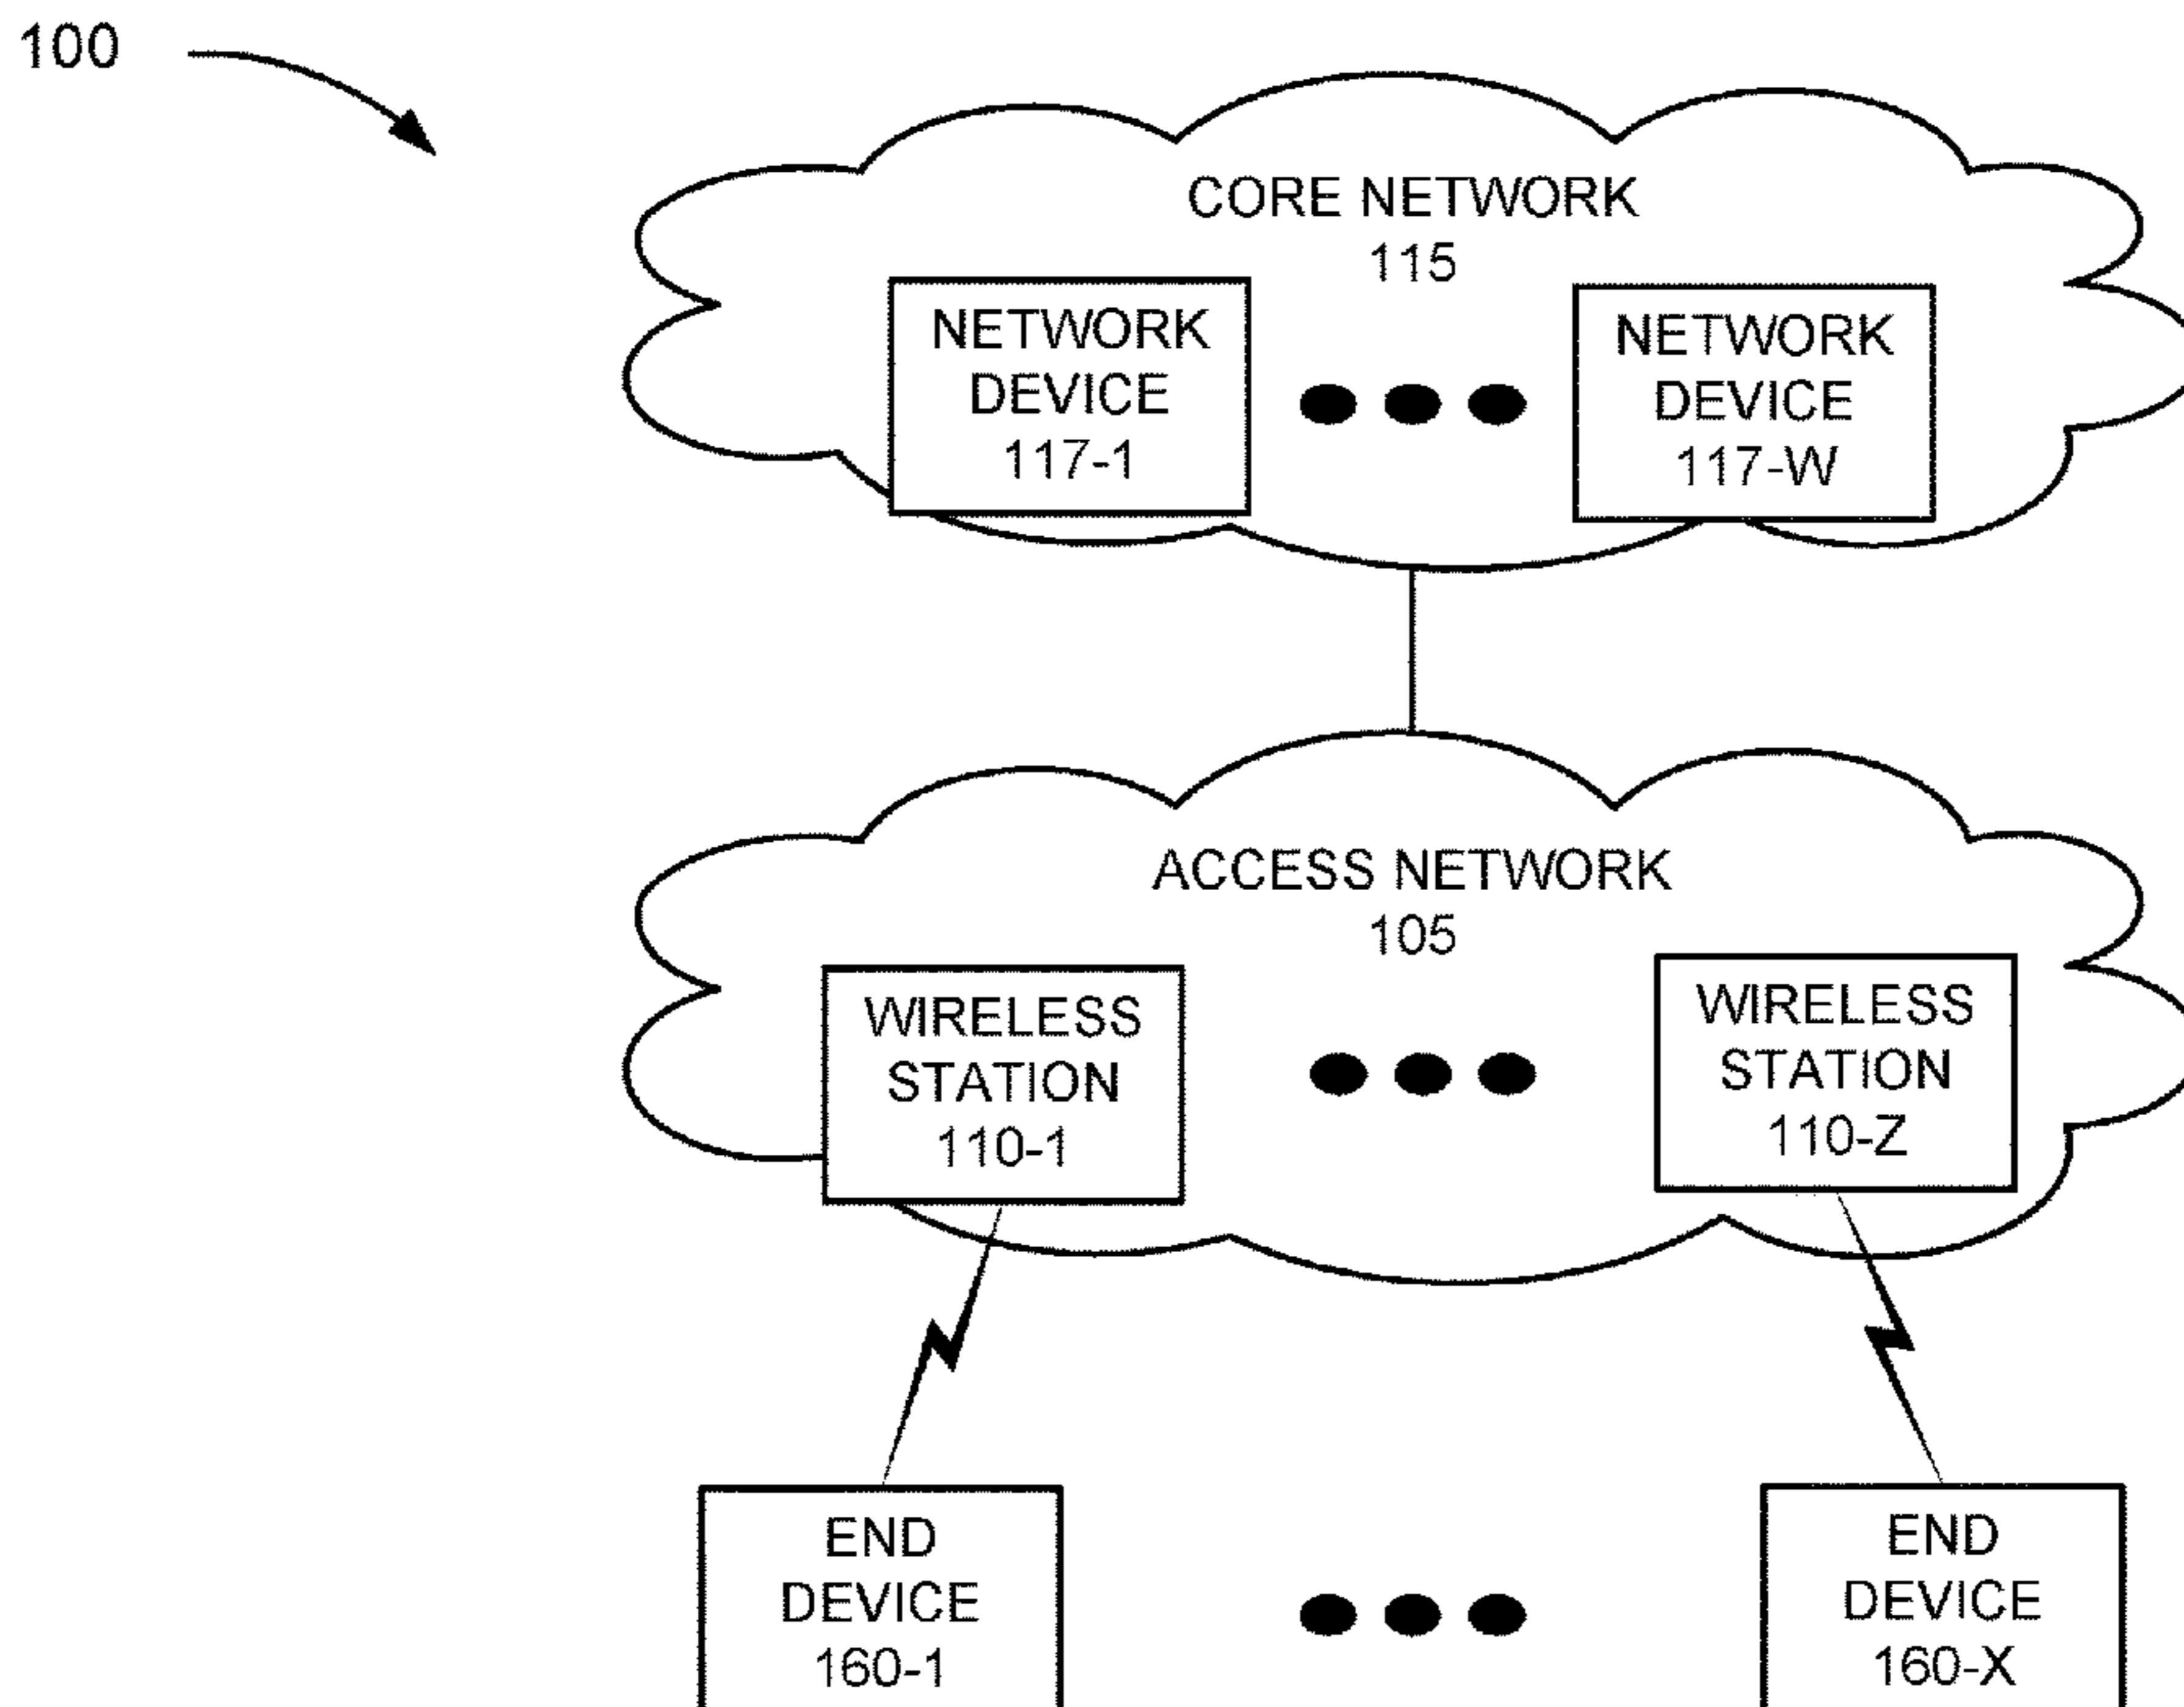 100
CORE NETWORK
115
NETWORK
DEVICE
117-1
NETWORK
DEVICE
117-W
ACCESS NETWORK
105
WIRELESS
STATION
110-1
WIRELESS
STATION
110-Z
END
DEVICE
160-1
END
DEVICE
160-X